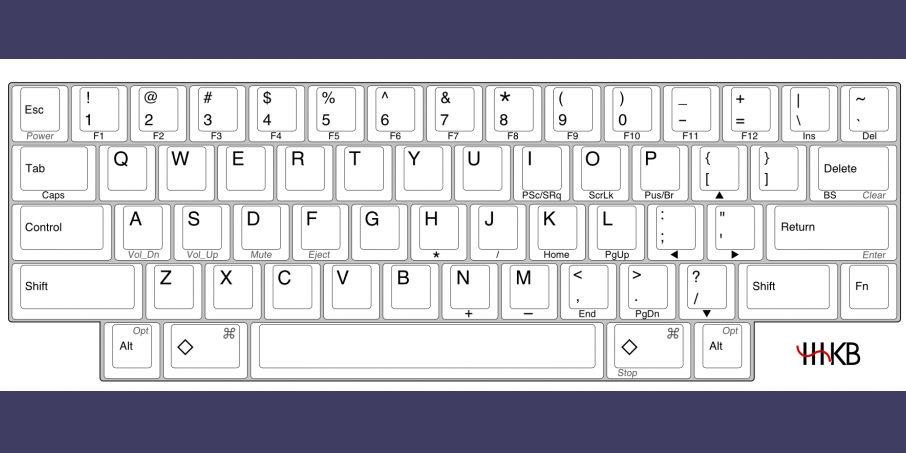 ! @ # $ % ^ & * ( ) _ + | ~
Esc 1 2 3 4 5 6 7 8 9 0 - = \ `
Power F1 F2 F3 F4 F5 F6 F7 F8 F9 F10 F11 F12 Ins Del
Tab Q W E R T Y U I O P { [ } ] Delete
Caps PSc/SRq ScrLk Pus/Br ▲ BS Clear
Control A S D F G H J K L : ; " ' Return
Vol_Dn Vol_Up Mute Eject * / Home PgUp ◀ ▶ Enter
Shift Z X C V B N M < , > . ? / Shift Fn
+ − End PgDn ▼
Opt ⌘ ⌘ Opt
Alt ◇ ◇ Alt HHKB
Stop